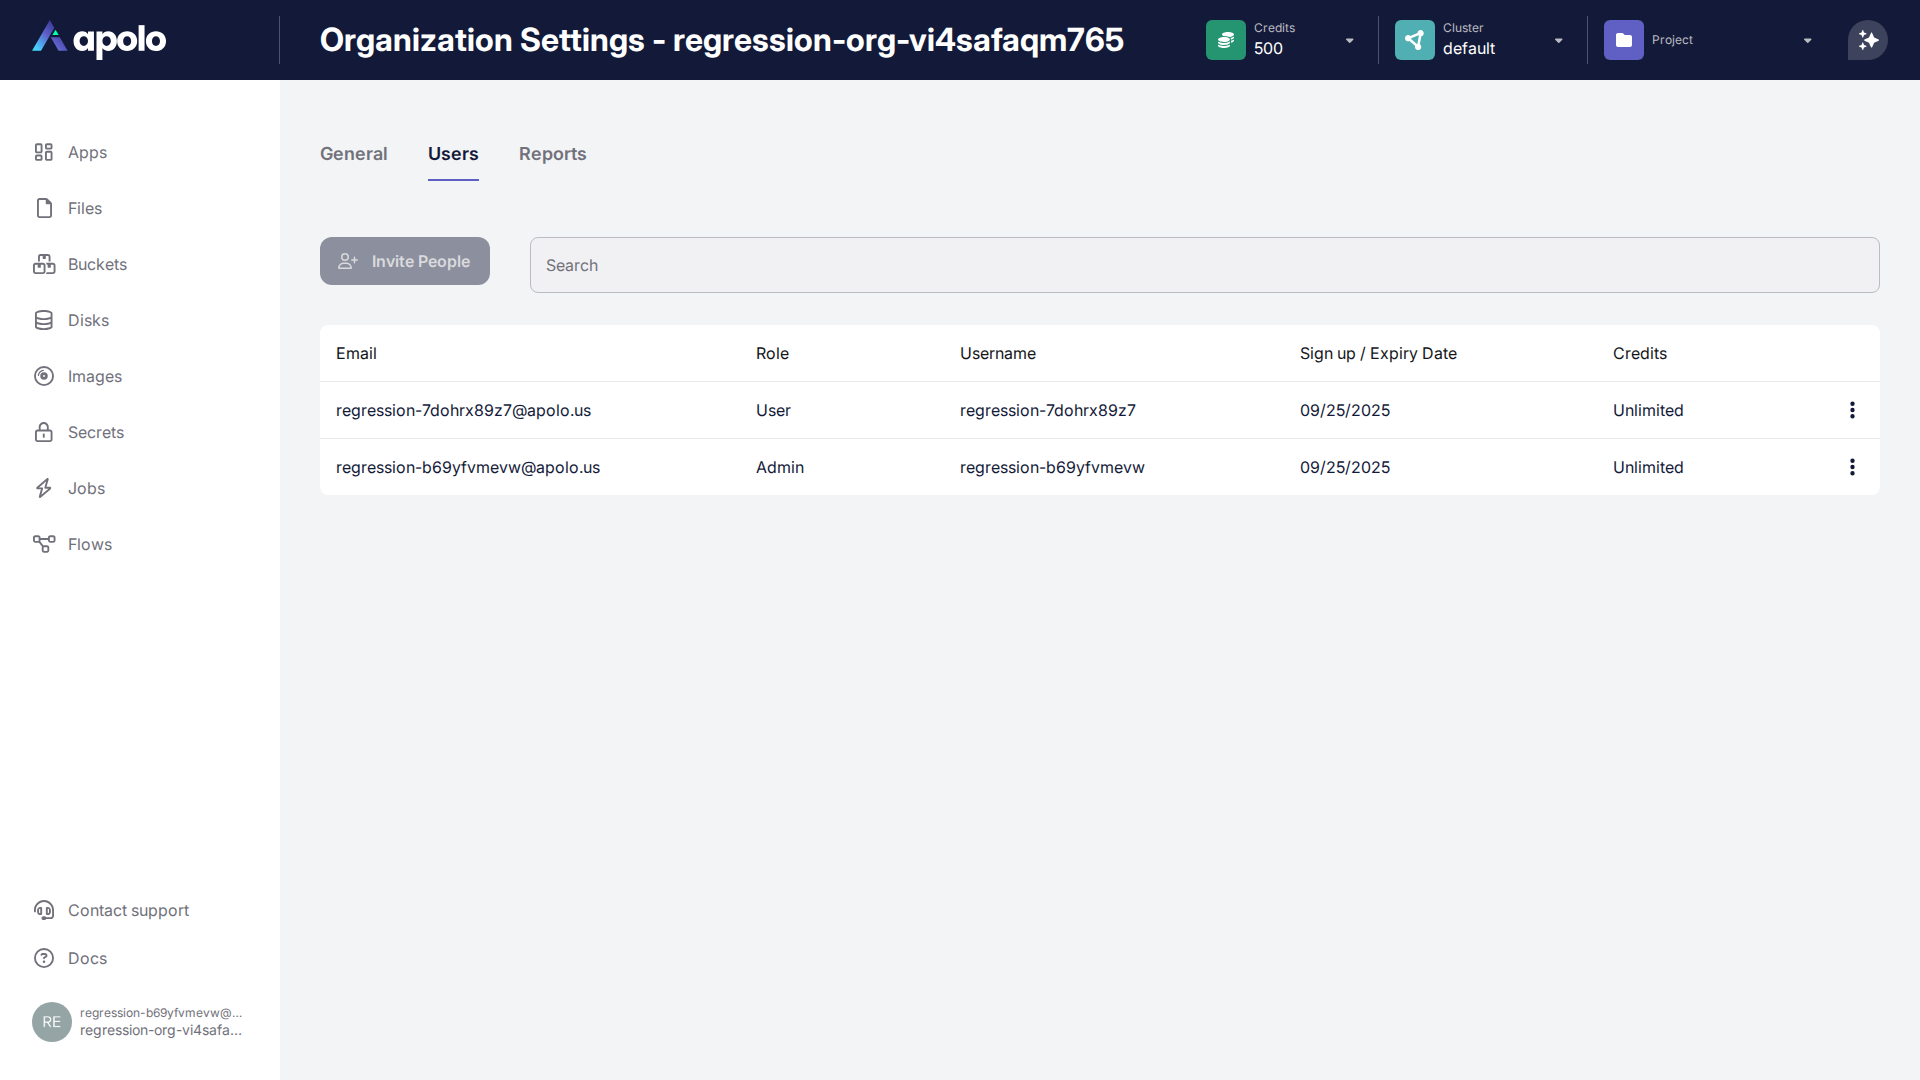 apolo
Organization Settings - regression-org-vi4safaqm765
Credits
500
Cluster
default
Project
Apps
Files
Buckets
Disks
Images
Secrets
Jobs
Flows
General Users Reports
Invite People
Search
Email Role Username Sign up / Expiry Date Credits
regression-7dohrx89z7@apolo.us User regression-7dohrx89z7 09/25/2025 Unlimited
regression-b69yfvmevw@apolo.us Admin regression-b69yfvmevw 09/25/2025 Unlimited
Contact support
Docs
RE
regression-b69yfvmevw@...
regression-org-vi4safa...